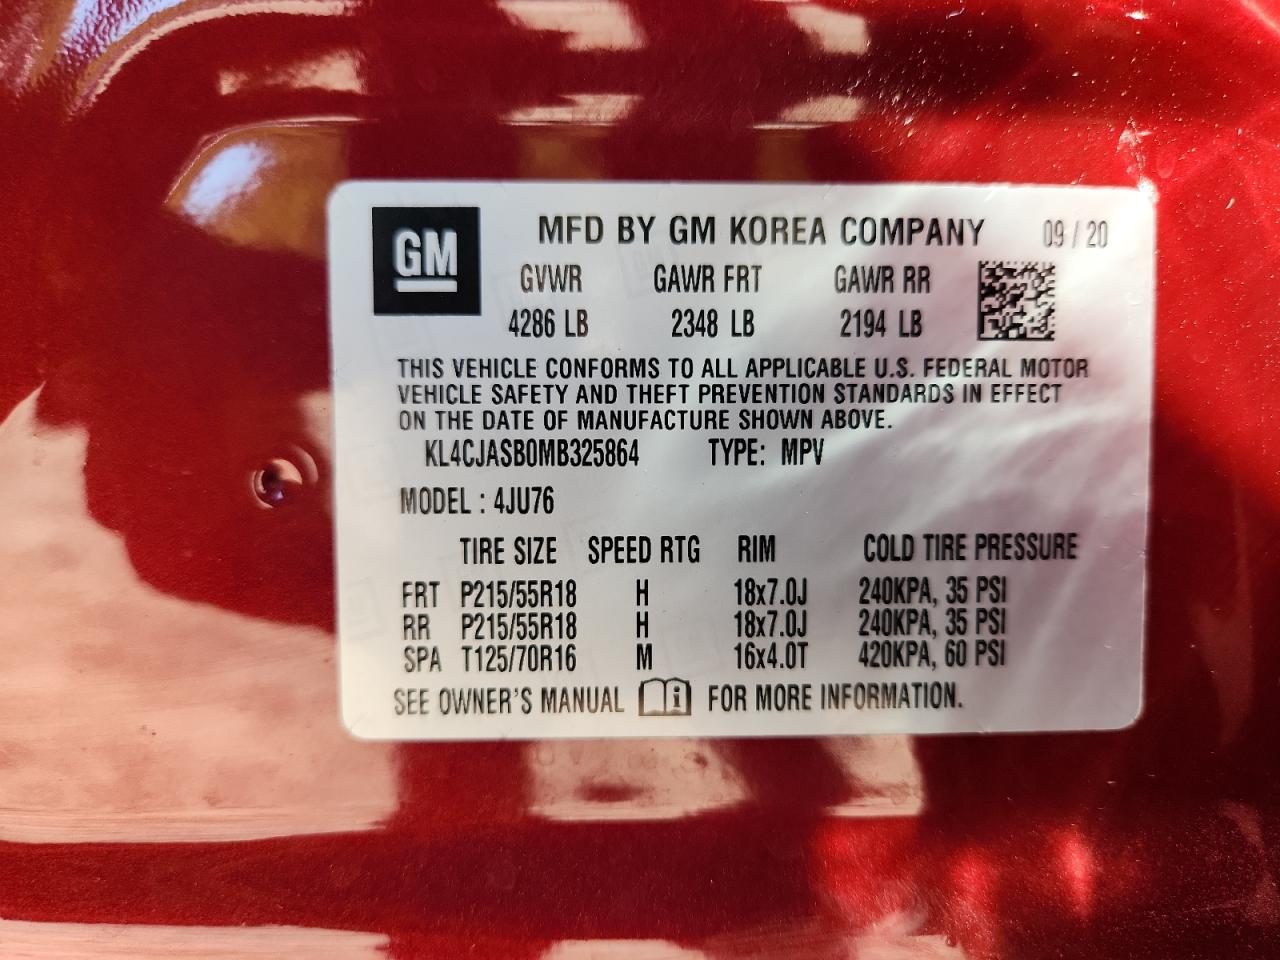 GM
MFD BY GM KOREA COMPANY 09 / 20
GVWR GAWR FRT GAWR RR
4286 LB 2348 LB 2194 LB
THIS VEHICLE CONFORMS TO ALL APPLICABLE U.S. FEDERAL MOTOR
VEHICLE SAFETY AND THEFT PREVENTION STANDARDS IN EFFECT
ON THE DATE OF MANUFACTURE SHOWN ABOVE.
KL4CJASB0MB325864 TYPE: MPV
MODEL : 4JU76
TIRE SIZE SPEED RTG RIM COLD TIRE PRESSURE
FRT P215/55R18 H 18x7.0J 240KPA, 35 PSI
RR P215/55R18 H 18x7.0J 240KPA, 35 PSI
SPA T125/70R16 M 16x4.0T 420KPA, 60 PSI
SEE OWNER'S MANUAL i FOR MORE INFORMATION.